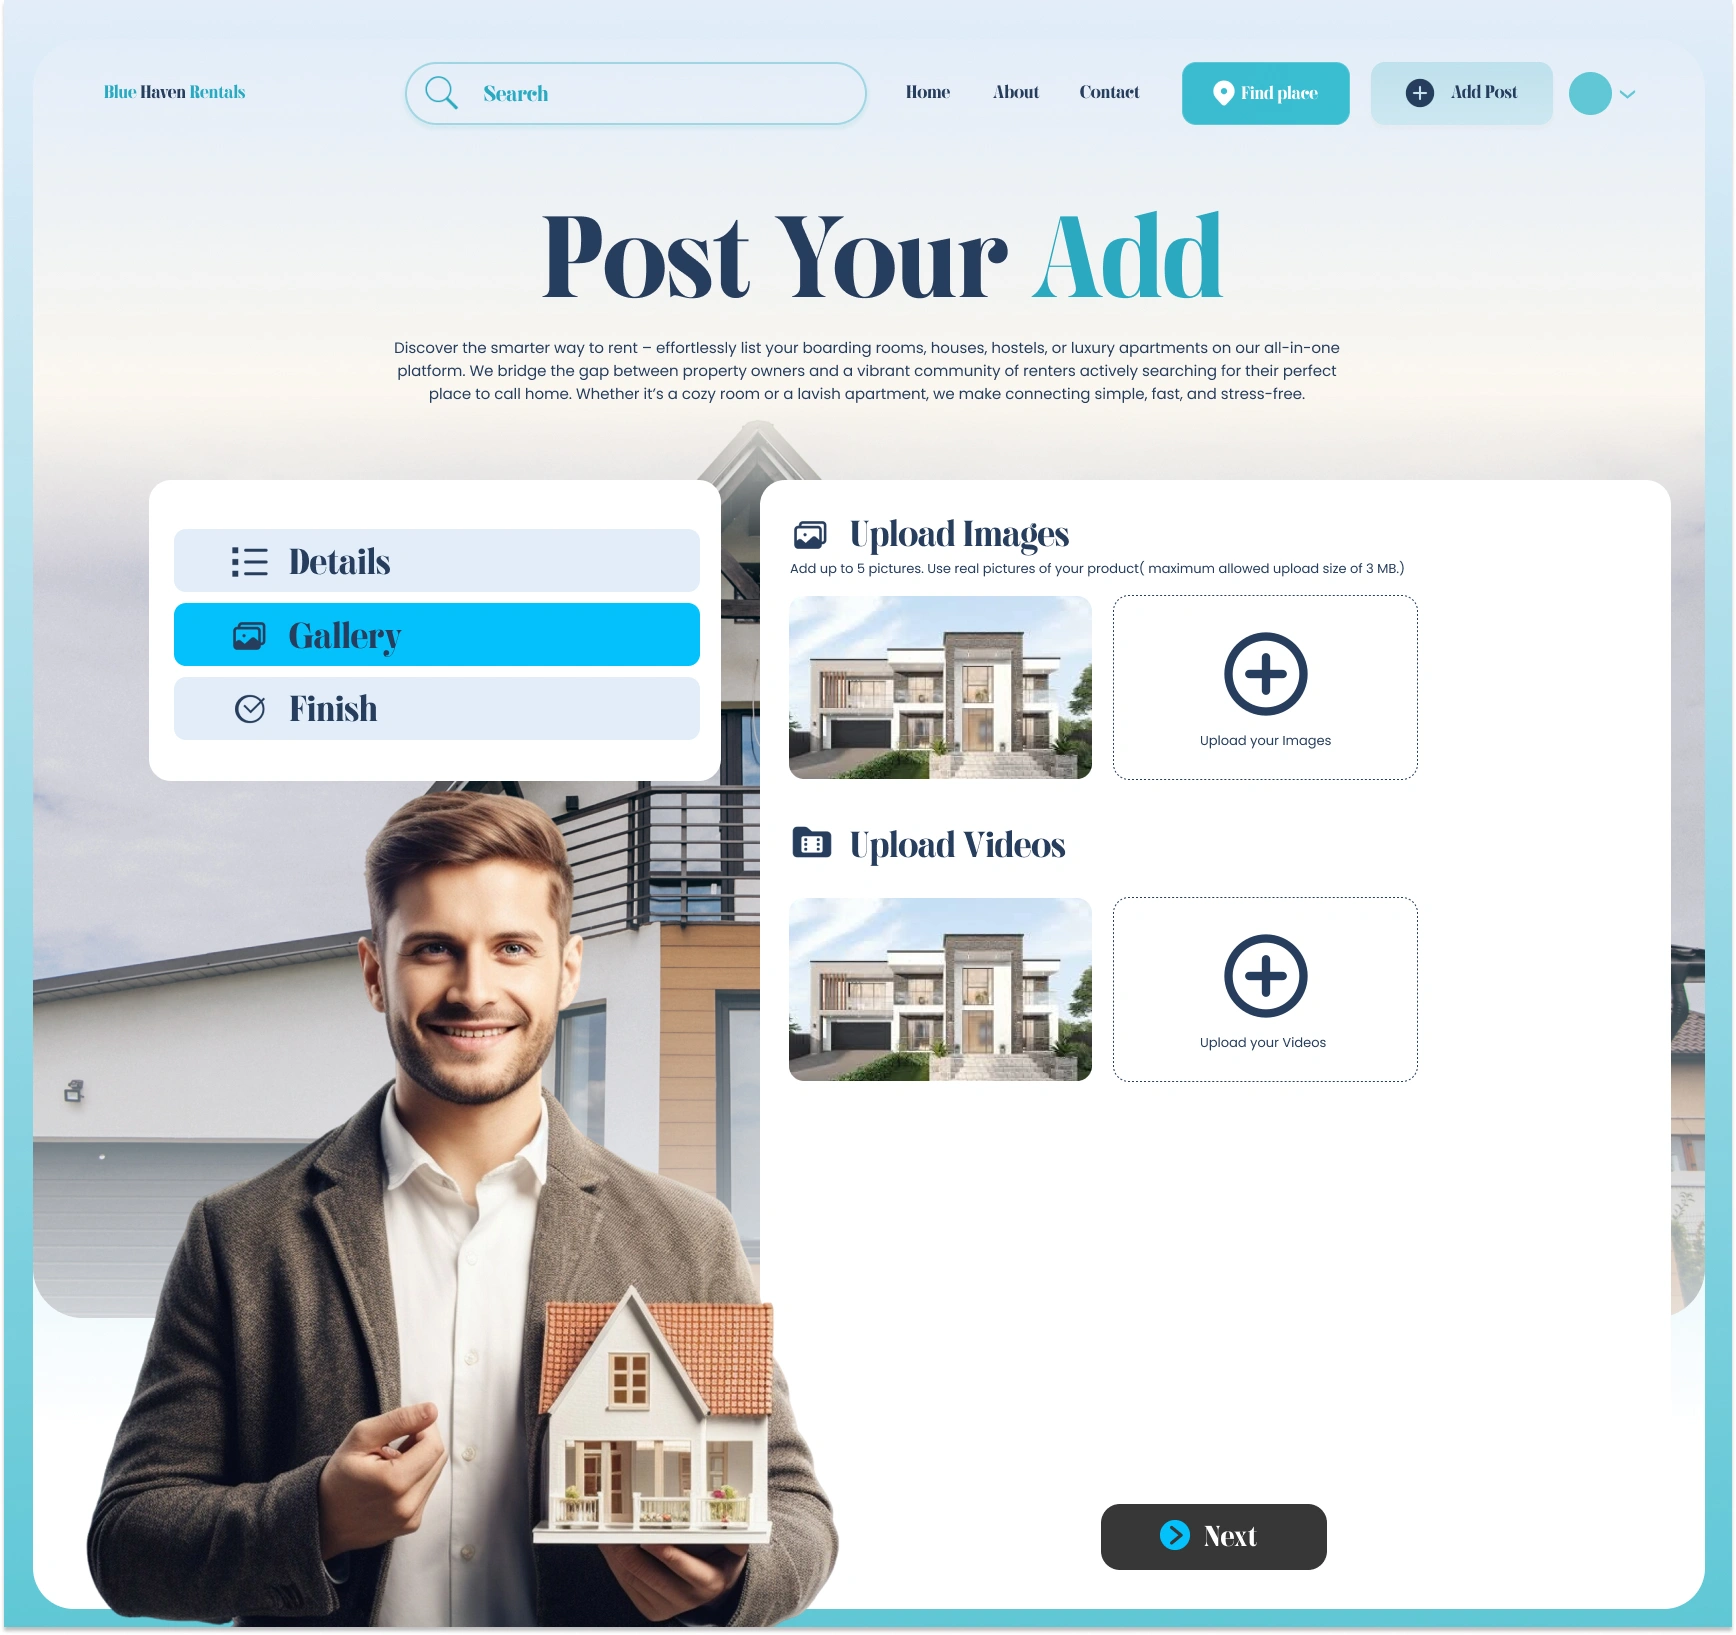 Blue Haven Rentals
Search
Home
About
Contact
Find place
Add Post
Post Your Add
Discover the smarter way to rent – effortlessly list your boarding rooms, houses, hostels, or luxury apartments on our all-in-one
platform. We bridge the gap between property owners and a vibrant community of renters actively searching for their perfect
place to call home. Whether it’s a cozy room or a lavish apartment, we make connecting simple, fast, and stress-free.
Details
Gallery
Finish
Upload Images
Add up to 5 pictures. Use real pictures of your product( maximum allowed upload size of 3 MB.)
Upload your Images
Upload Videos
Upload your Videos
Next